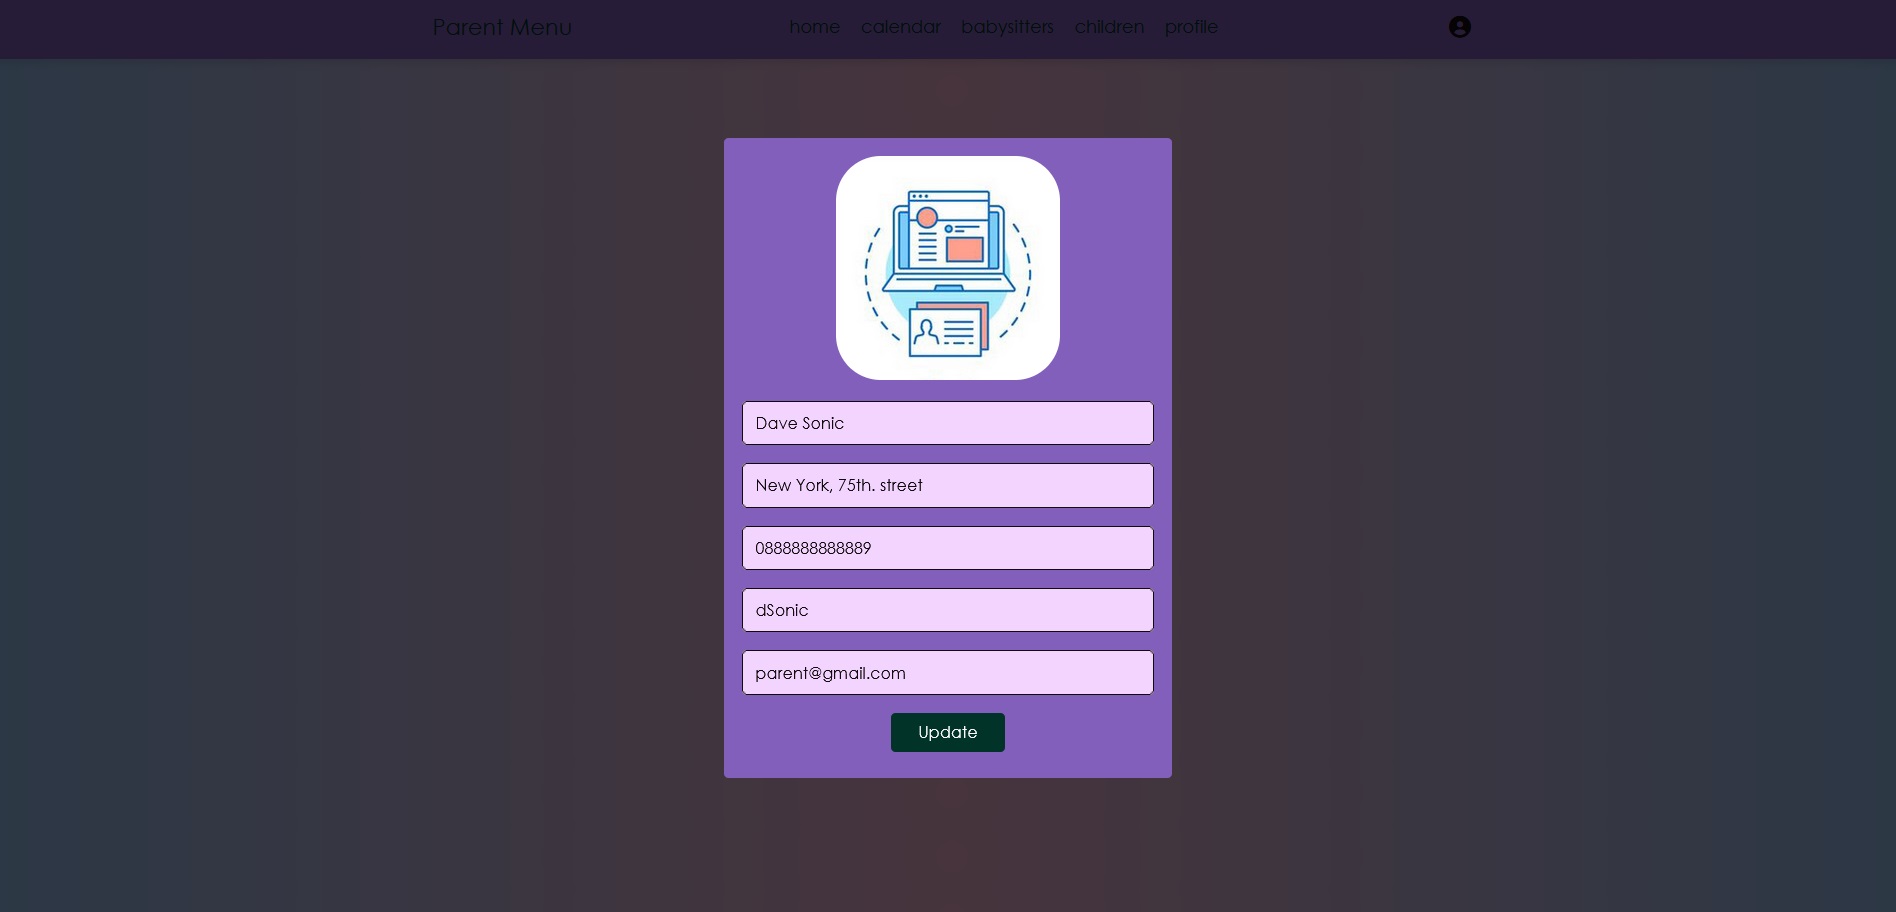 Parent Menu
home calendar babysitters children profile
Dave Sonic
New York, 75th. street
0888888888889
dSonic
parent@gmail.com
Update